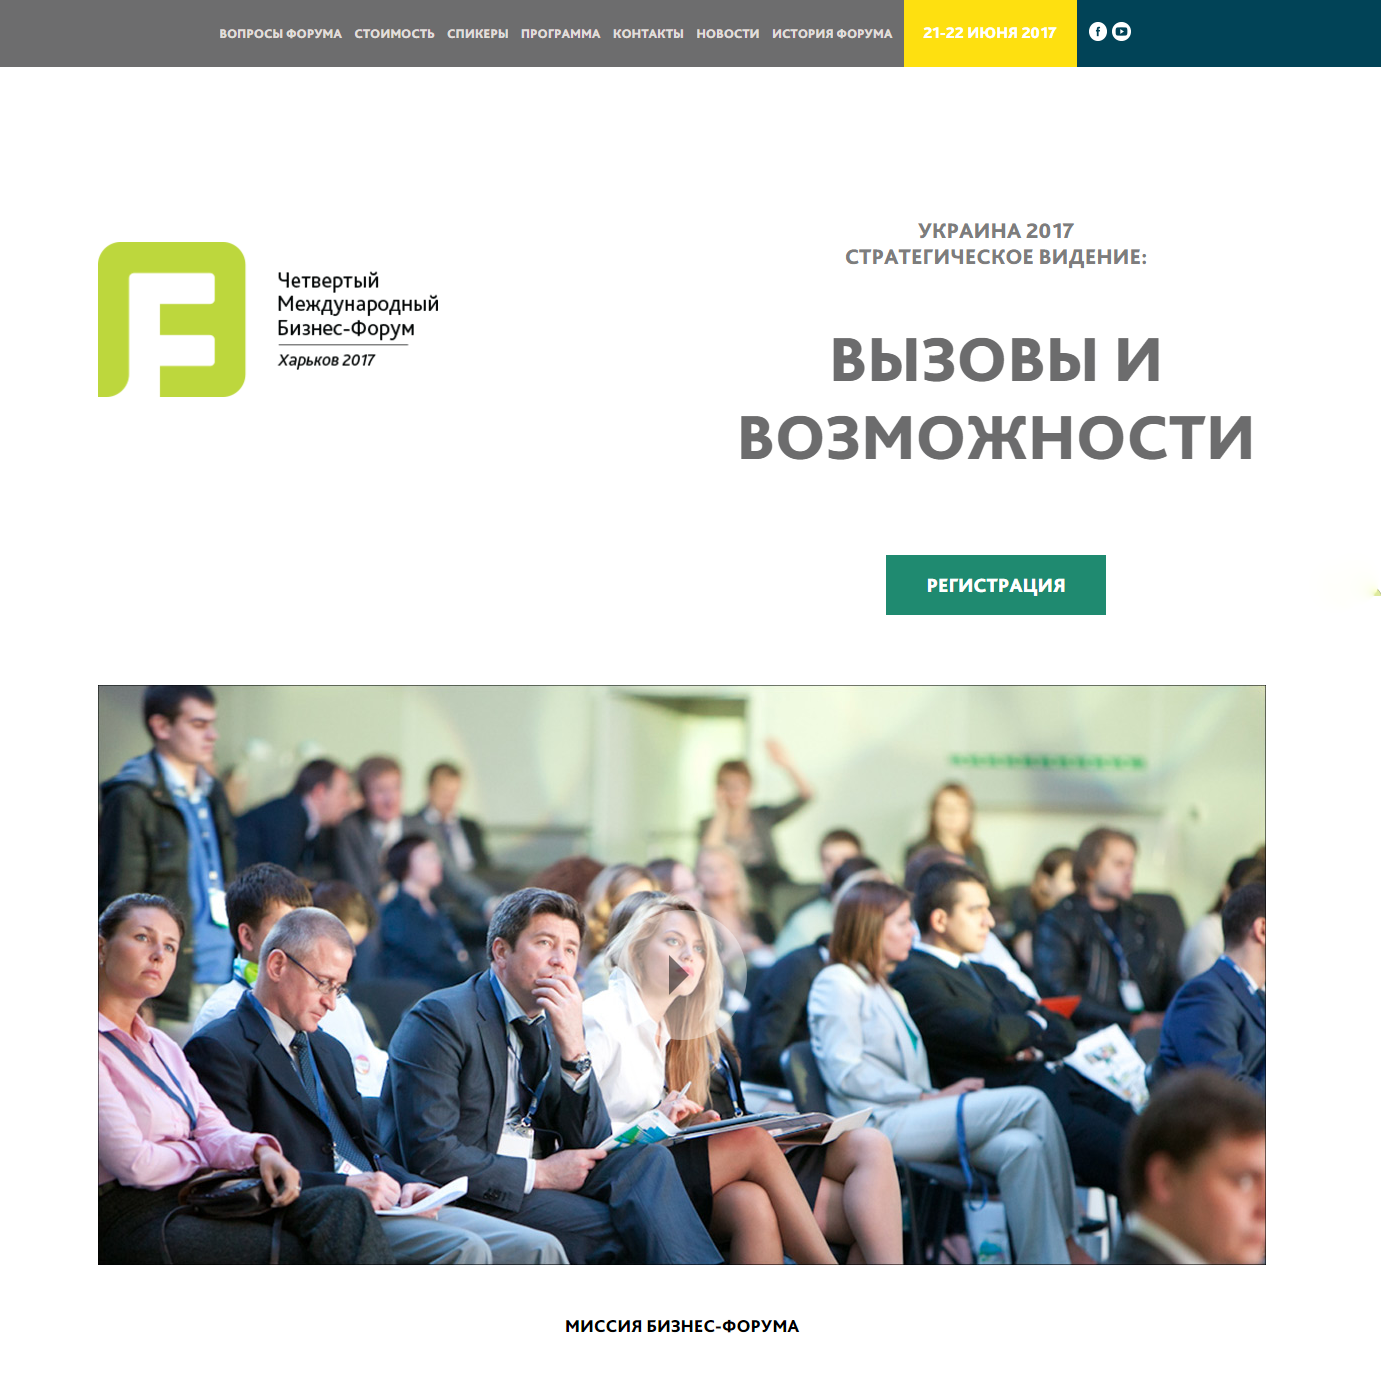 ВОПРОСЫ ФОРУМА СТОИМОСТЬ СПИКЕРЫ ПРОГРАММА КОНТАКТЫ НОВОСТИ ИСТОРИЯ ФОРУМА 21-22 ИЮНЯ 2017
Четвертый
Международный
Бизнес-Форум
Харьков 2017
УКРАИНА 2017
СТРАТЕГИЧЕСКОЕ ВИДЕНИЕ:
ВЫЗОВЫ И
ВОЗМОЖНОСТИ
РЕГИСТРАЦИЯ
МИССИЯ БИЗНЕС-ФОРУМА